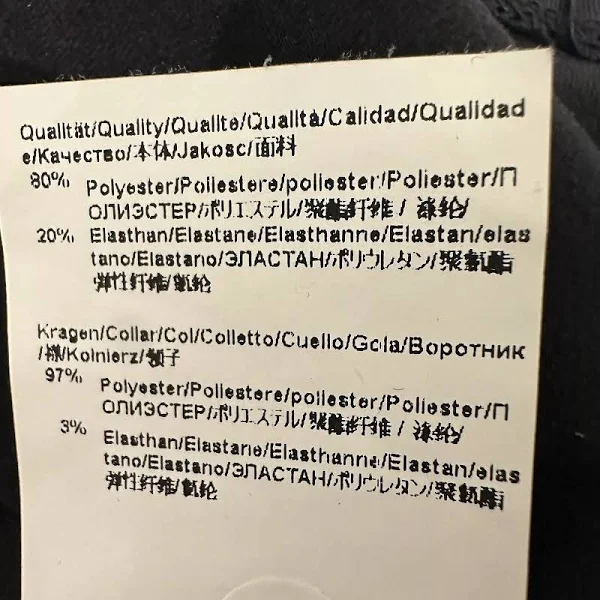 Qualität/Quality/Qualite/Qualità/Calidad/Qualidad
e/Качество/本体/Jakosc/面料
80% Polyester/Poliestere/poliester/Poliester/П
ОЛИЭСТЕР/ポリエステル/聚酯纤维/ 涤纶/
20% Elasthan/Elastane/Elasthanne/Elastan/elas
tano/Elastano/ЭЛАСТАН/ポリウレタン/聚氨酯
弹性纤维/氨纶
Kragen/Collar/Col/Colletto/Cuello/Gola/Воротник
/襟/Kolnierz/领子
97% Polyester/Poliestere/poliester/Poliester/П
ОЛИЭСТЕР/ポリエステル/聚酯纤维/ 涤纶/
3% Elasthan/Elastane/Elasthanne/Elastan/elas
tano/Elastano/ЭЛАСТАН/ポリウレタン/聚氨酯
弹性纤维/氨纶